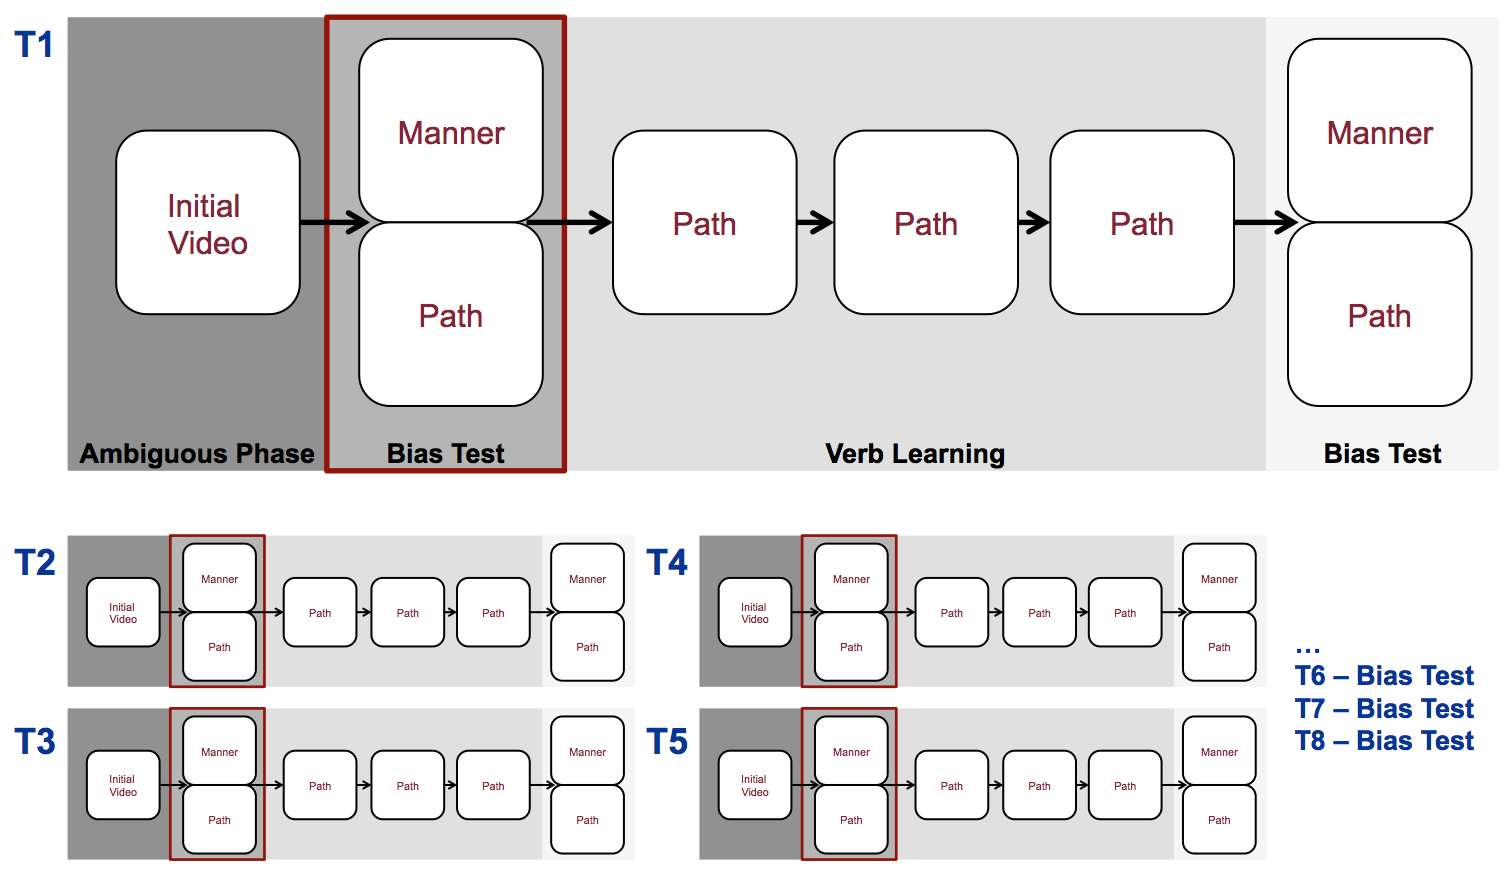 T1
Initial
Video
Manner
Path
Path
Path
Path
Manner
Path
Ambiguous Phase
Bias Test
Verb Learning
Bias Test
T2
Initial
Video
Manner
Path
Path
Path
Path
Manner
Path
T4
Initial
Video
Manner
Path
Path
Path
Path
Manner
Path
T3
Initial
Video
Manner
Path
Path
Path
Path
Manner
Path
T5
Initial
Video
Manner
Path
Path
Path
Path
Manner
Path
...
T6 – Bias Test
T7 – Bias Test
T8 – Bias Test